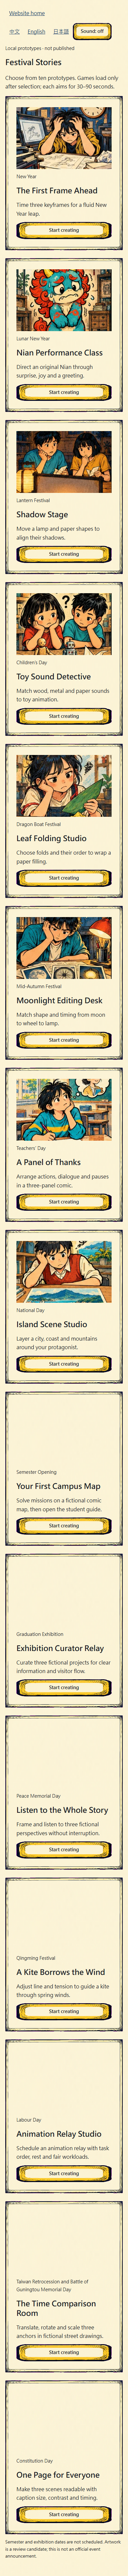 Website home
中文 English 日本語 Sound: off
Local prototypes · not published
Festival Stories
Choose from ten prototypes. Games load only
after selection; each aims for 30–90 seconds.
New Year
The First Frame Ahead
Time three keyframes for a fluid New
Year leap.
Start creating
Lunar New Year
Nian Performance Class
Direct an original Nian through
surprise, joy and a greeting.
Start creating
Lantern Festival
Shadow Stage
Move a lamp and paper shapes to
align their shadows.
Start creating
??
Children's Day
Toy Sound Detective
Match wood, metal and paper sounds
to toy animation.
Start creating
Dragon Boat Festival
Leaf Folding Studio
Choose folds and their order to wrap a
paper filling.
Start creating
Mid-Autumn Festival
Moonlight Editing Desk
Match shape and timing from moon
to wheel to lamp.
Start creating
Teachers' Day
A Panel of Thanks
Arrange actions, dialogue and pauses
in a three-panel comic.
Start creating
National Day
Island Scene Studio
Layer a city, coast and mountains
around your protagonist.
Start creating
Semester Opening
Your First Campus Map
Solve missions on a fictional comic
map, then open the student guide.
Start creating
Graduation Exhibition
Exhibition Curator Relay
Curate three fictional projects for clear
information and visitor flow.
Start creating
Peace Memorial Day
Listen to the Whole Story
Frame and listen to three fictional
perspectives without interruption.
Start creating
Qingming Festival
A Kite Borrows the Wind
Adjust line and tension to guide a kite
through spring winds.
Start creating
Labour Day
Animation Relay Studio
Schedule an animation relay with task
order, rest and fair workloads.
Start creating
Taiwan Retrocession and Battle of
Guningtou Memorial Day
The Time Comparison
Room
Translate, rotate and scale three
anchors in fictional street drawings.
Start creating
Constitution Day
One Page for Everyone
Make three scenes readable with
caption size, contrast and timing.
Start creating
Semester and exhibition dates are not scheduled. Artwork
is a review candidate; this is not an official event
announcement.